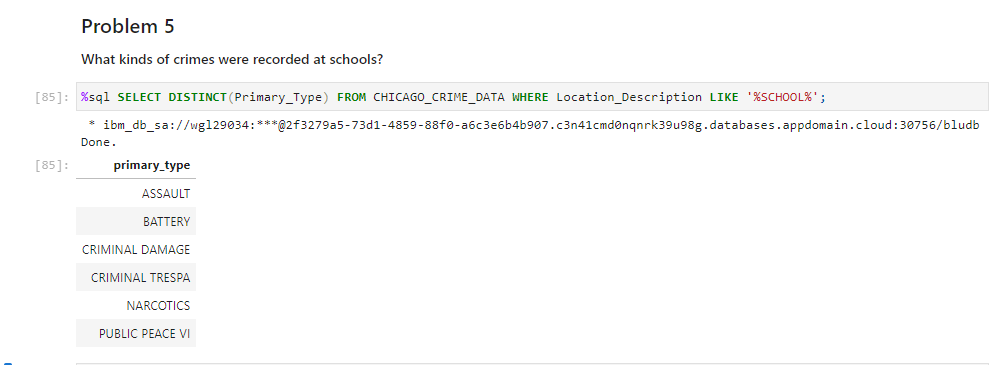 Problem 5
What kinds of crimes were recorded at schools?
[85]: %sql SELECT DISTINCT(Primary_Type) FROM CHICAGO_CRIME_DATA WHERE Location_Description LIKE '%SCHOOL%';
* ibm_db_sa://wgl29034:***@2f3279a5-73d1-4859-88f0-a6c3e6b4b907.c3n41cmd0nqnrk39u98g.databases.appdomain.cloud:30756/bludb
Done.
[85]: primary_type
ASSAULT
BATTERY
CRIMINAL DAMAGE
CRIMINAL TRESPA
NARCOTICS
PUBLIC PEACE VI